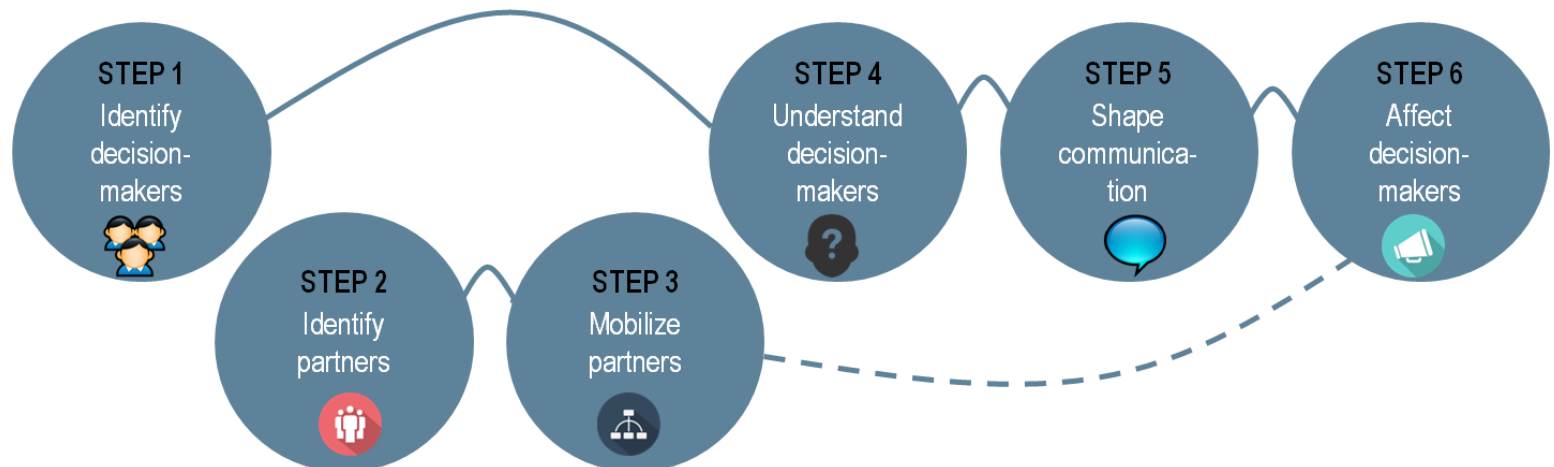 STEP 1
Identify
decision-
makers
STEP 2
Identify
partners
STEP 3
Mobilize
partners
STEP 4
Understand
decision-
makers
?
STEP 5
Shape
communica-
tion
STEP 6
Affect
decision-
makers